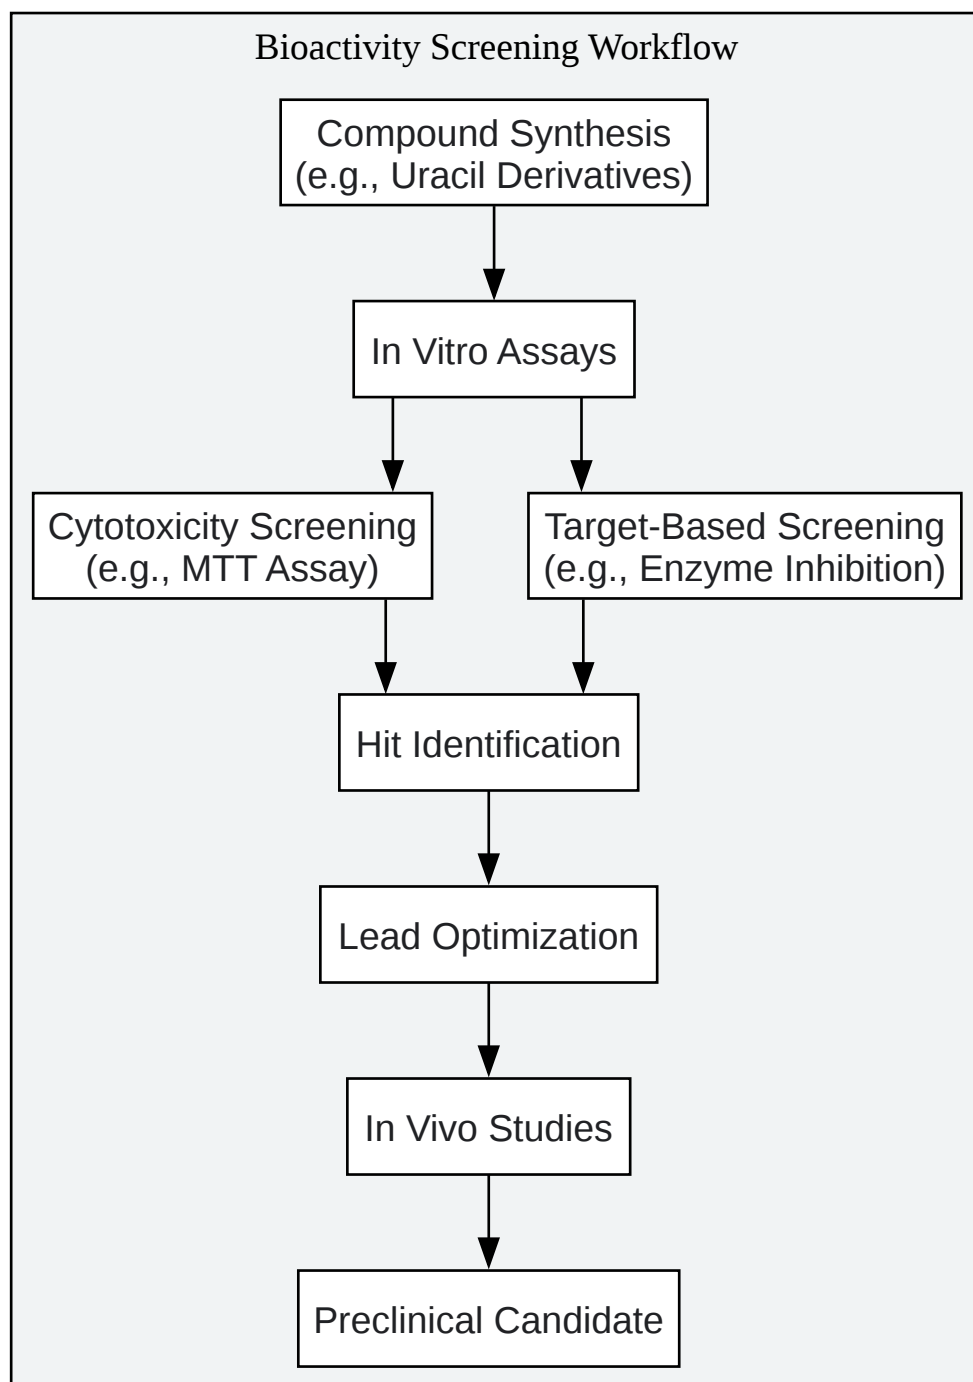 Bioactivity Screening Workflow
Compound Synthesis
(e.g., Uracil Derivatives)
In Vitro Assays
Cytotoxicity Screening
(e.g., MTT Assay)
Target-Based Screening
(e.g., Enzyme Inhibition)
Hit Identification
Lead Optimization
In Vivo Studies
Preclinical Candidate